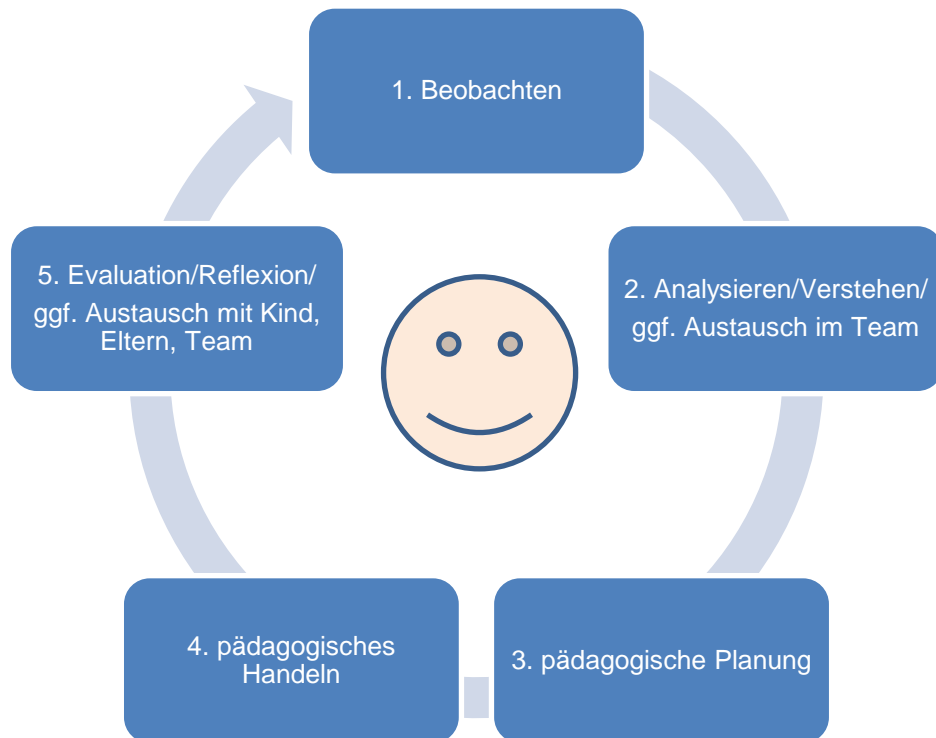 1. Beobachten
2. Analysieren/Verstehen/
ggf. Austausch im Team
3. pädagogische Planung
4. pädagogisches
Handeln
5. Evaluation/Reflexion/
ggf. Austausch mit Kind,
Eltern, Team